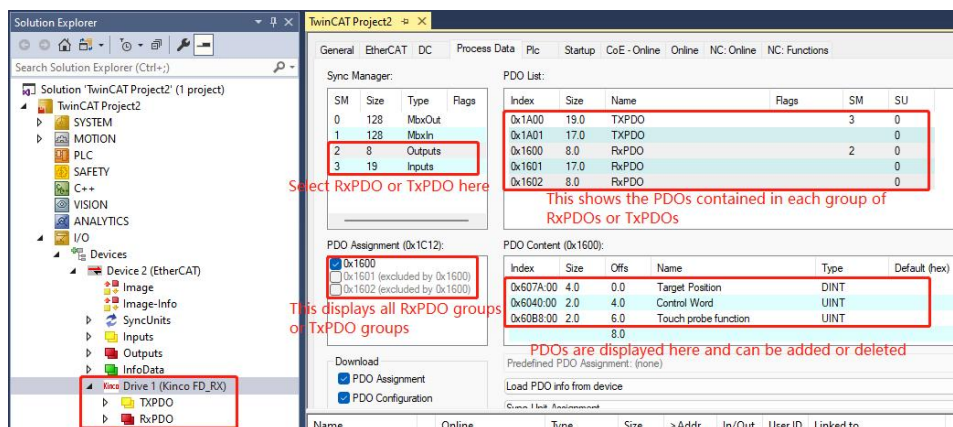 Solution Explorer
Search Solution Explorer (Ctrl+;)
Solution 'TwinCAT Project2' (1 project)
TwinCAT Project2
SYSTEM
MOTION
PLC
SAFETY
C++
VISION
ANALYTICS
I/O
Devices
Device 2 (EtherCAT)
Image
Image-Info
SyncUnits
Inputs
Outputs
InfoData
Kinco Drive 1 (Kinco FD_RX)
TXPDO
RxPDO
TwinCAT Project2
General EtherCAT DC Process Data Plc Startup CoE - Online Online NC: Online NC: Functions
Sync Manager:
SM Size Type Flags
0 128 MbxOut
1 128 MbxIn
2 8 Outputs
3 19 Inputs
Select RxPDO or TxPDO here
PDO List:
Index Size Name Flags SM SU
0x1A00 19.0 TXPDO 3 0
0x1A01 17.0 TXPDO 0
0x1600 8.0 RxPDO 2 0
0x1601 17.0 RxPDO 0
0x1602 8.0 RxPDO 0
This shows the PDOs contained in each group of
RxPDOs or TxPDOs
PDO Assignment (0x1C12):
0x1600
0x1601 (excluded by 0x1600)
0x1602 (excluded by 0x1600)
This displays all RxPDO groups
or TxPDO groups
PDO Content (0x1600):
Index Size Offs Name Type Default (hex)
0x607A:00 4.0 0.0 Target Position DINT
0x6040:00 2.0 4.0 Control Word UINT
0x60B8:00 2.0 6.0 Touch probe function UINT
8.0
PDOs are displayed here and can be added or deleted
Download
PDO Assignment
PDO Configuration
Predefined PDO Assignment: (none)
Load PDO info from device
Sync Unit Assignment
Name Online Type Size >Addr In/Out User ID Linked to